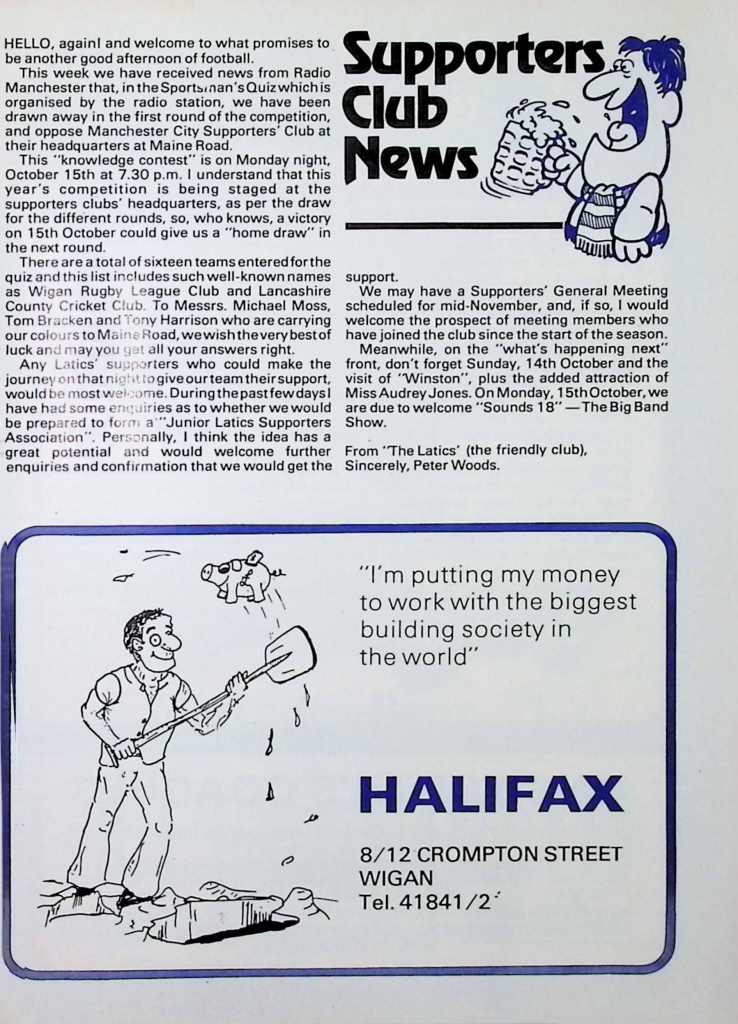 HELLO, again! and welcome to what promises to
be another good afternoon of football.
This week we have received news from Radio
Manchester that, in the Sportsman's Quiz which is
organised by the radio station, we have been
drawn away in the first round of the competition,
and oppose Manchester City Supporters' Club at
their headquarters at Maine Road.
This "knowledge contest" is on Monday night,
October 15th at 7.30 p.m. I understand that this
year's competition is being staged at the
supporters clubs' headquarters, as per the draw
for the different rounds, so, who knows, a victory
on 15th October could give us a "home draw" in
the next round.
There are a total of sixteen teams entered for the
quiz and this list includes such well-known names
as Wigan Rugby League Club and Lancashire
County Cricket Club. To Messrs. Michael Moss,
Tom Bracken and Tony Harrison who are carrying
our colours to Maine Road, we wish the very best of
luck and may you get all your answers right.
Any Latics' supporters who could make the
journey on that night to give our team their support,
would be most welcome. During the past few days I
have had some enquiries as to whether we would
be prepared to form a "Junior Latics Supporters
Association". Personally, I think the idea has a
great potential and would welcome further
enquiries and confirmation that we would get the
Supporters
Club
News
support.
We may have a Supporters' General Meeting
scheduled for mid-November, and, if so, I would
welcome the prospect of meeting members who
have joined the club since the start of the season.
Meanwhile, on the "what's happening next"
front, don't forget Sunday, 14th October and the
visit of "Winston", plus the added attraction of
Miss Audrey Jones. On Monday, 15th October, we
are due to welcome "Sounds 18" — The Big Band
Show.
From 'The Latics' (the friendly club),
Sincerely, Peter Woods.
"I'm putting my money
to work with the biggest
building society in
the world"
HALIFAX
8/12 CROMPTON STREET
WIGAN
Tel. 41841/2